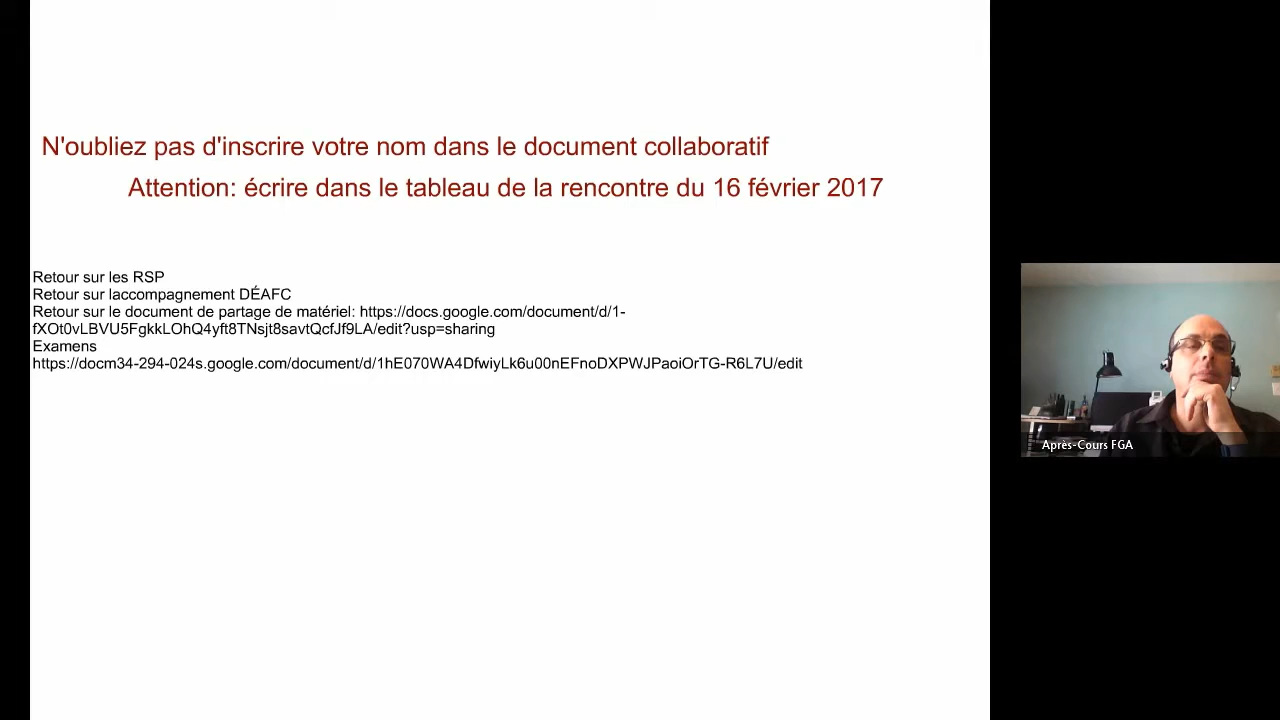 N'oubliez pas d'inscrire votre nom dans le document collaboratif
Attention: écrire dans le tableau de la rencontre du 16 février 2017
Retour sur les RSP
Retour sur laccompagnement DÉAFC
Retour sur le document de partage de matériel: https://docs.google.com/document/d/1-
fXOt0vLBVU5FgkkLOhQ4yft8TNsjt8savtQcfJf9LA/edit?usp=sharing
Examens
https://docm34-294-024s.google.com/document/d/1hE070WA4DfwiyLk6u00nEFnoDXPWJPaoiOrTG-R6L7U/edit
Après-Cours FGA